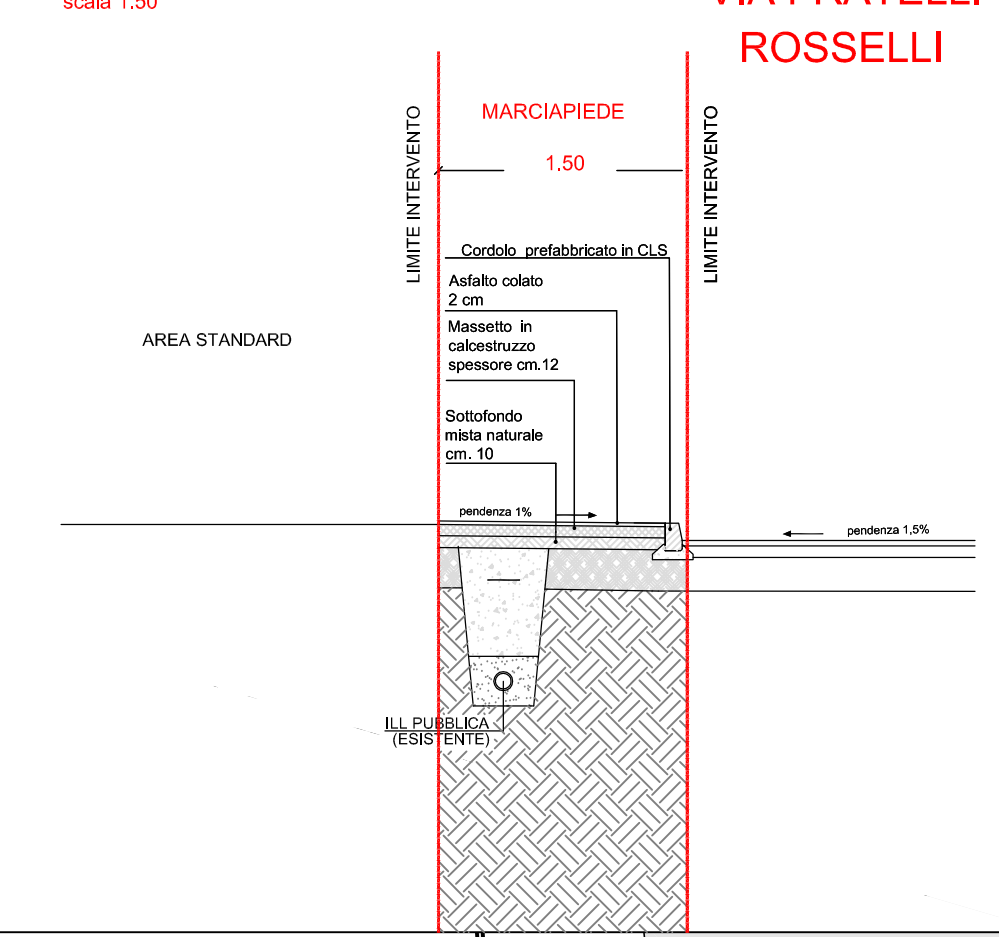 scala 1:50
VIA FRATELLI
ROSSELLI
MARCIAPIEDE
1.50
LIMITE INTERVENTO
LIMITE INTERVENTO
Cordolo prefabbricato in CLS
Asfalto colato
2 cm
Massetto in
calcestruzzo
spessore cm.12
AREA STANDARD
Sottofondo
mista naturale
cm. 10
pendenza 1%
pendenza 1,5%
ILL PUBBLICA
(ESISTENTE)